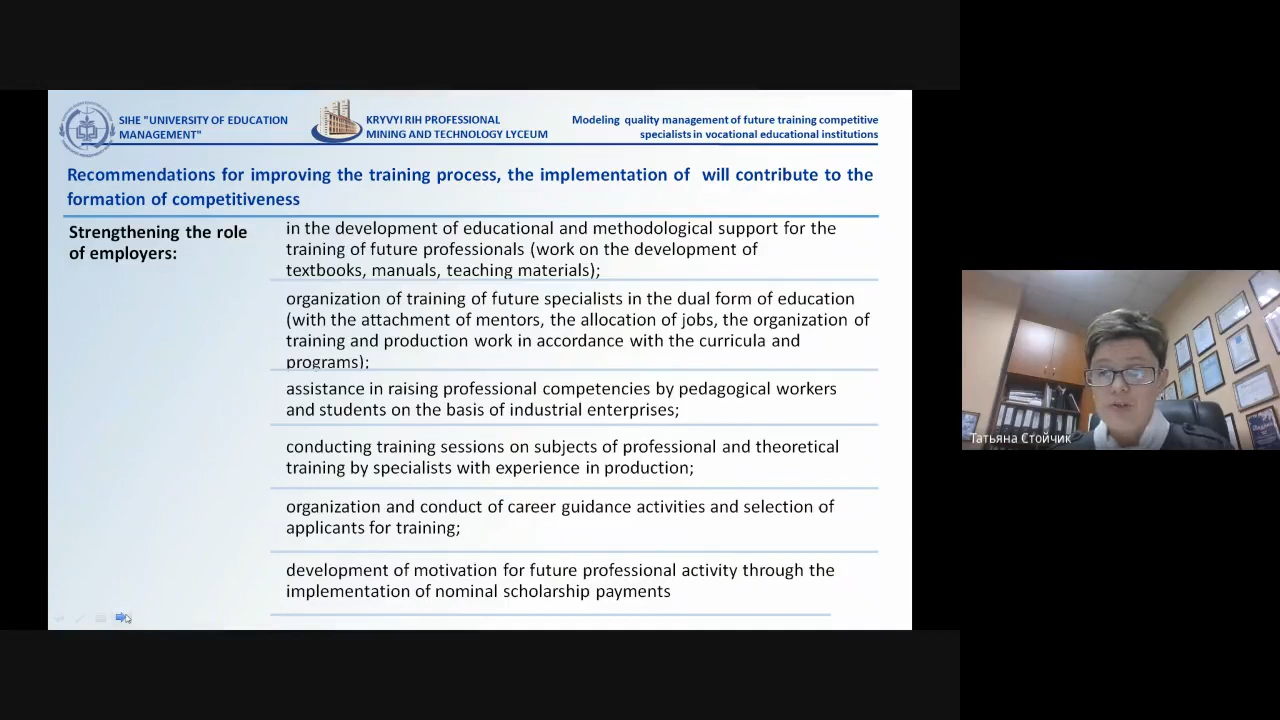 SIHE "UNIVERSITY OF EDUCATION
MANAGEMENT"
KRYVYI RIH PROFESSIONAL
MINING AND TECHNOLOGY LYCEUM
Modeling quality management of future training competitive
specialists in vocational educational institutions
Recommendations for improving the training process, the implementation of will contribute to the
formation of competitiveness
Strengthening the role
of employers:
in the development of educational and methodological support for the
training of future professionals (work on the development of
textbooks, manuals, teaching materials);
organization of training of future specialists in the dual form of education
(with the attachment of mentors, the allocation of jobs, the organization of
training and production work in accordance with the curricula and
programs);
assistance in raising professional competencies by pedagogical workers
and students on the basis of industrial enterprises;
conducting training sessions on subjects of professional and theoretical
training by specialists with experience in production;
organization and conduct of career guidance activities and selection of
applicants for training;
development of motivation for future professional activity through the
implementation of nominal scholarship payments
Татьяна Стойчик